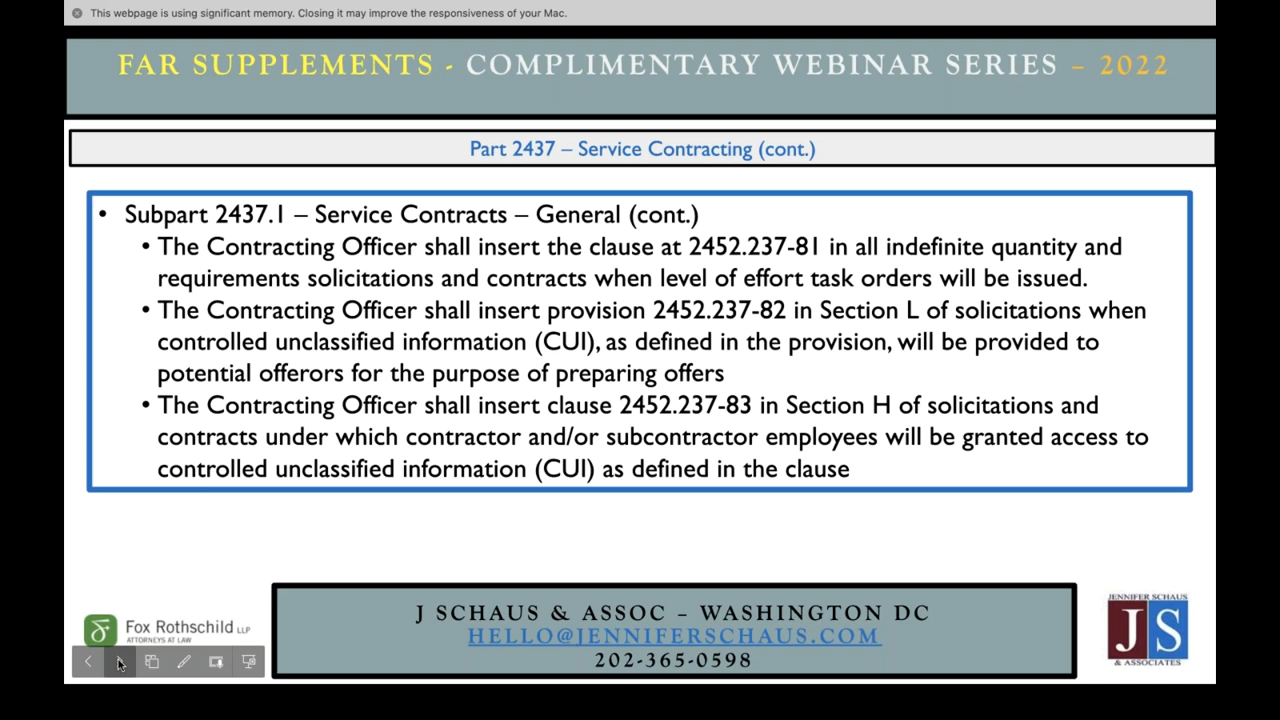 This webpage is using significant memory. Closing it may improve the responsiveness of your Mac.
FAR SUPPLEMENTS - COMPLIMENTARY WEBINAR SERIES – 2022
Part 2437 – Service Contracting (cont.)
• Subpart 2437.1 – Service Contracts – General (cont.)
• The Contracting Officer shall insert the clause at 2452.237-81 in all indefinite quantity and
requirements solicitations and contracts when level of effort task orders will be issued.
• The Contracting Officer shall insert provision 2452.237-82 in Section L of solicitations when
controlled unclassified information (CUI), as defined in the provision, will be provided to
potential offerors for the purpose of preparing offers
• The Contracting Officer shall insert clause 2452.237-83 in Section H of solicitations and
contracts under which contractor and/or subcontractor employees will be granted access to
controlled unclassified information (CUI) as defined in the clause
Fox Rothschild LLP
ATTORNEYS AT LAW
J SCHAUS & ASSOC – WASHINGTON DC
HELLO@JENNIFERSCHAUS.COM
202-365-0598
JENNIFER SCHAUS
JS
& ASSOCIATES